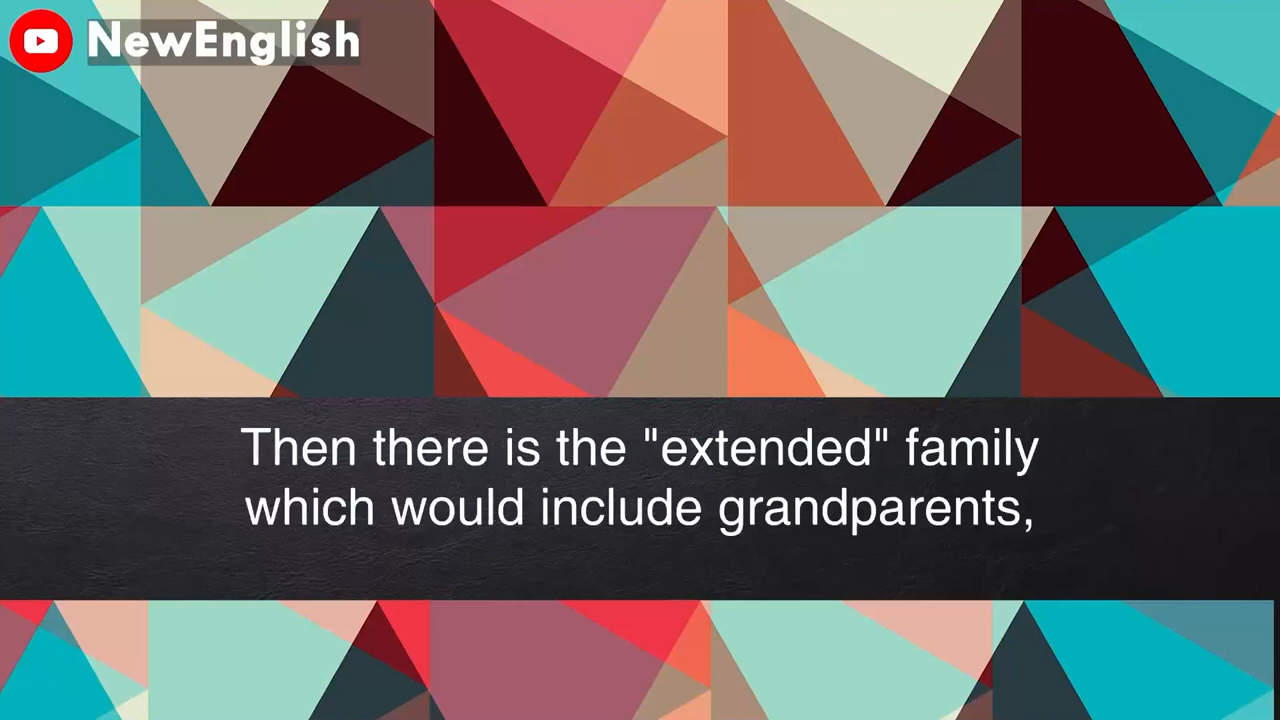 NewEnglish
Then there is the "extended" family
which would include grandparents,